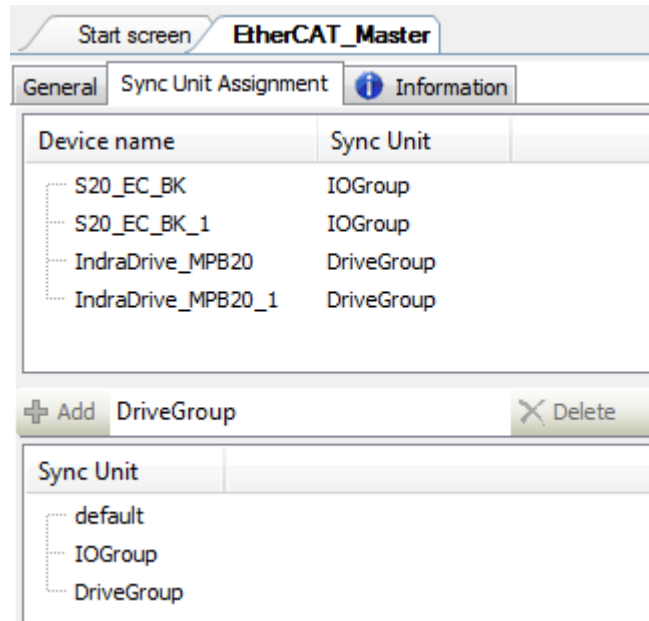 Start screen EtherCAT_Master
General Sync Unit Assignment Information
Device name Sync Unit
S20_EC_BK IOGroup
S20_EC_BK_1 IOGroup
IndraDrive_MPB20 DriveGroup
IndraDrive_MPB20_1 DriveGroup
Add DriveGroup Delete
Sync Unit
default
IOGroup
DriveGroup